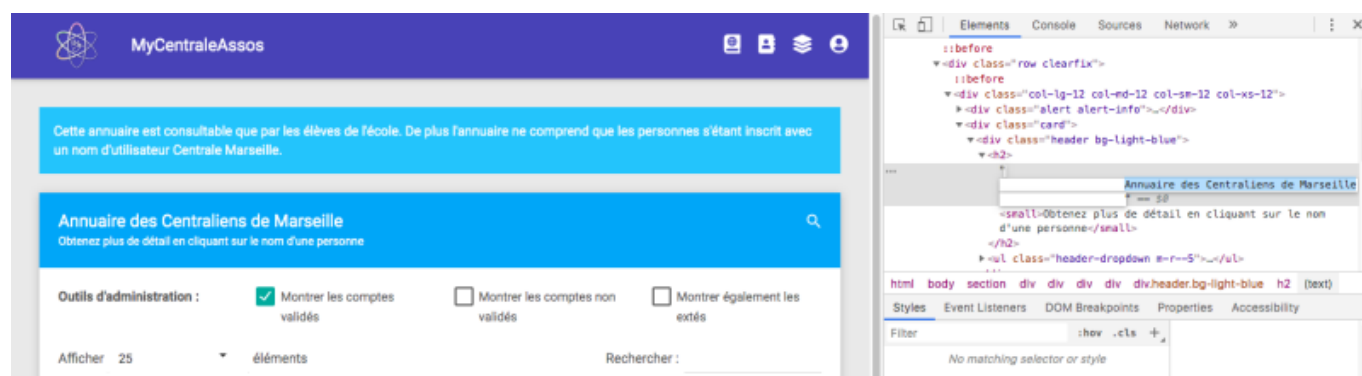 MyCentraleAssos
Cette annuaire est consultable que par les élèves de l'école. De plus l'annuaire ne comprend que les personnes s'étant inscrit avec
un nom d'utilisateur Centrale Marseille.
Annuaire des Centraliens de Marseille
Obtenez plus de détail en cliquant sur le nom d'une personne
Outils d'administration :
Montrer les comptes
validés
Montrer les comptes non
validés
Montrer également les
extés
Afficher 25 éléments
Rechercher :
Elements Console Sources Network »
::before
▼<div class="row clearfix">
::before
▼<div class="col-lg-12 col-md-12 col-sm-12 col-xs-12">
▶<div class="alert alert-info">…</div>
▼<div class="card">
▼<div class="header bg-light-blue">
▼<h2>
... "
Annuaire des Centraliens de Marseille
" == $0
<small>Obtenez plus de détail en cliquant sur le nom
d'une personne</small>
</h2>
▶<ul class="header-dropdown m-r--5">…</ul>
html body section div div div div div.header.bg-light-blue h2 (text)
Styles Event Listeners DOM Breakpoints Properties Accessibility
Filter :hov .cls +
No matching selector or style